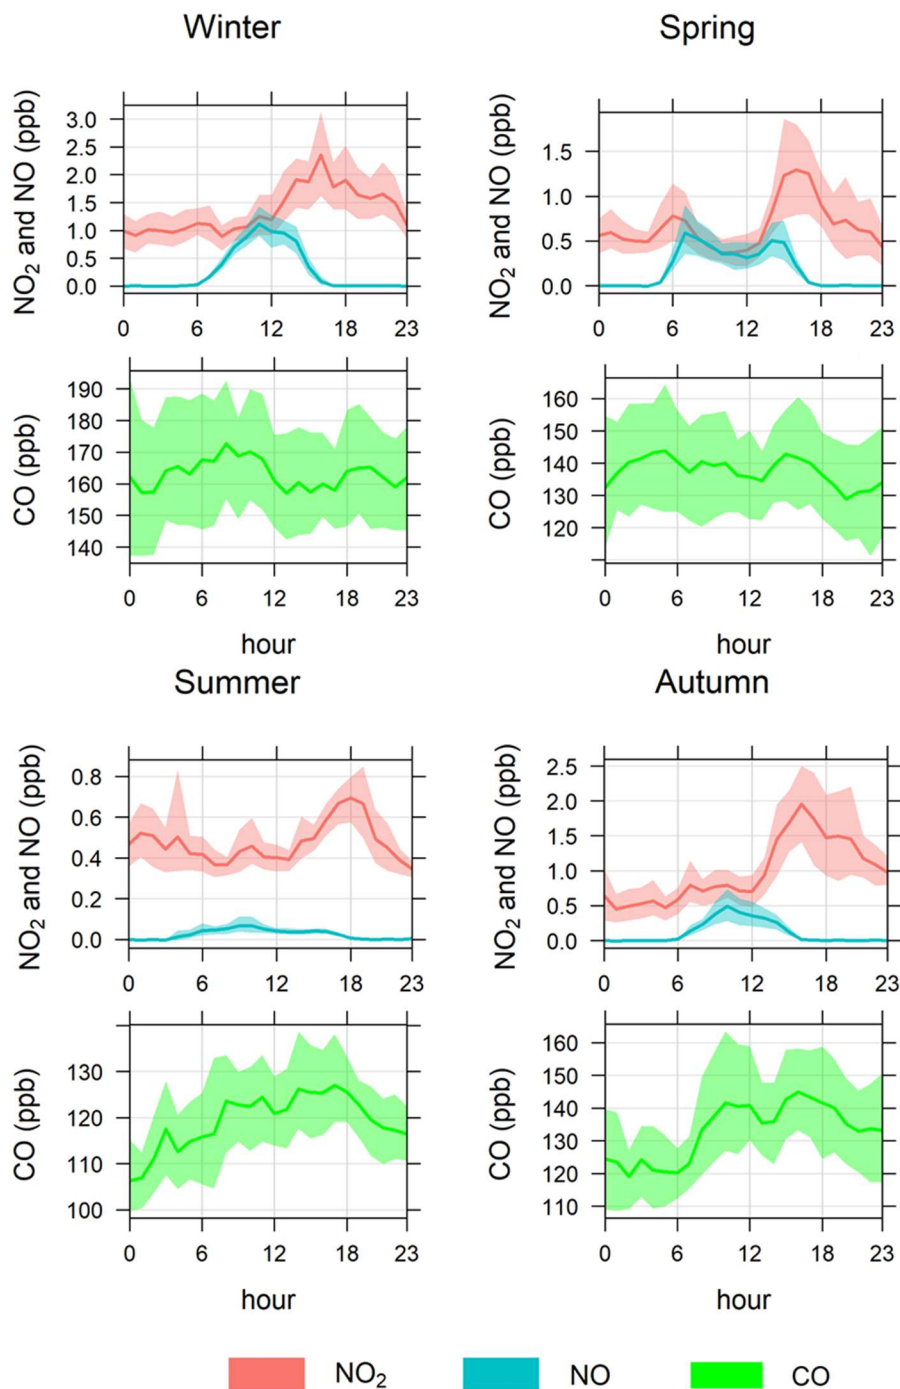 Winter
Spring
NO₂ and NO (ppb)
3.0
2.5
2.0
1.5
1.0
0.5
0.0
0 6 12 18 23
NO₂ and NO (ppb)
1.5
1.0
0.5
0.0
0 6 12 18 23
CO (ppb)
190
180
170
160
150
140
0 6 12 18 23
hour
CO (ppb)
160
150
140
130
120
0 6 12 18 23
hour
Summer
Autumn
NO₂ and NO (ppb)
0.8
0.6
0.4
0.2
0.0
0 6 12 18 23
NO₂ and NO (ppb)
2.5
2.0
1.5
1.0
0.5
0.0
0 6 12 18 23
CO (ppb)
130
120
110
100
0 6 12 18 23
hour
CO (ppb)
160
150
140
130
120
110
0 6 12 18 23
hour
NO₂ NO CO